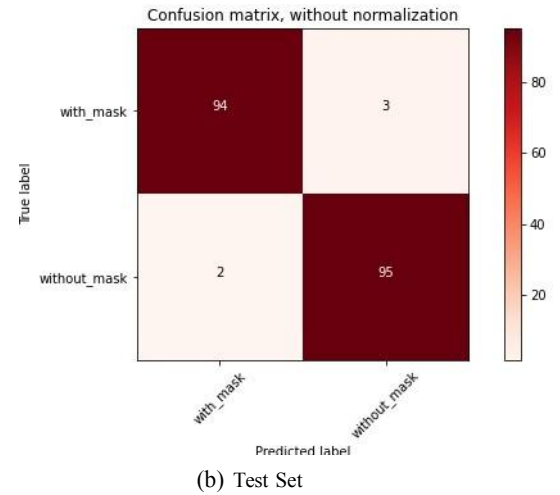 Confusion matrix, without normalization
with_mask
94
3
80
60
True label
40
without_mask
2
95
20
with_mask
without_mask
Predicted label
(b) Test Set